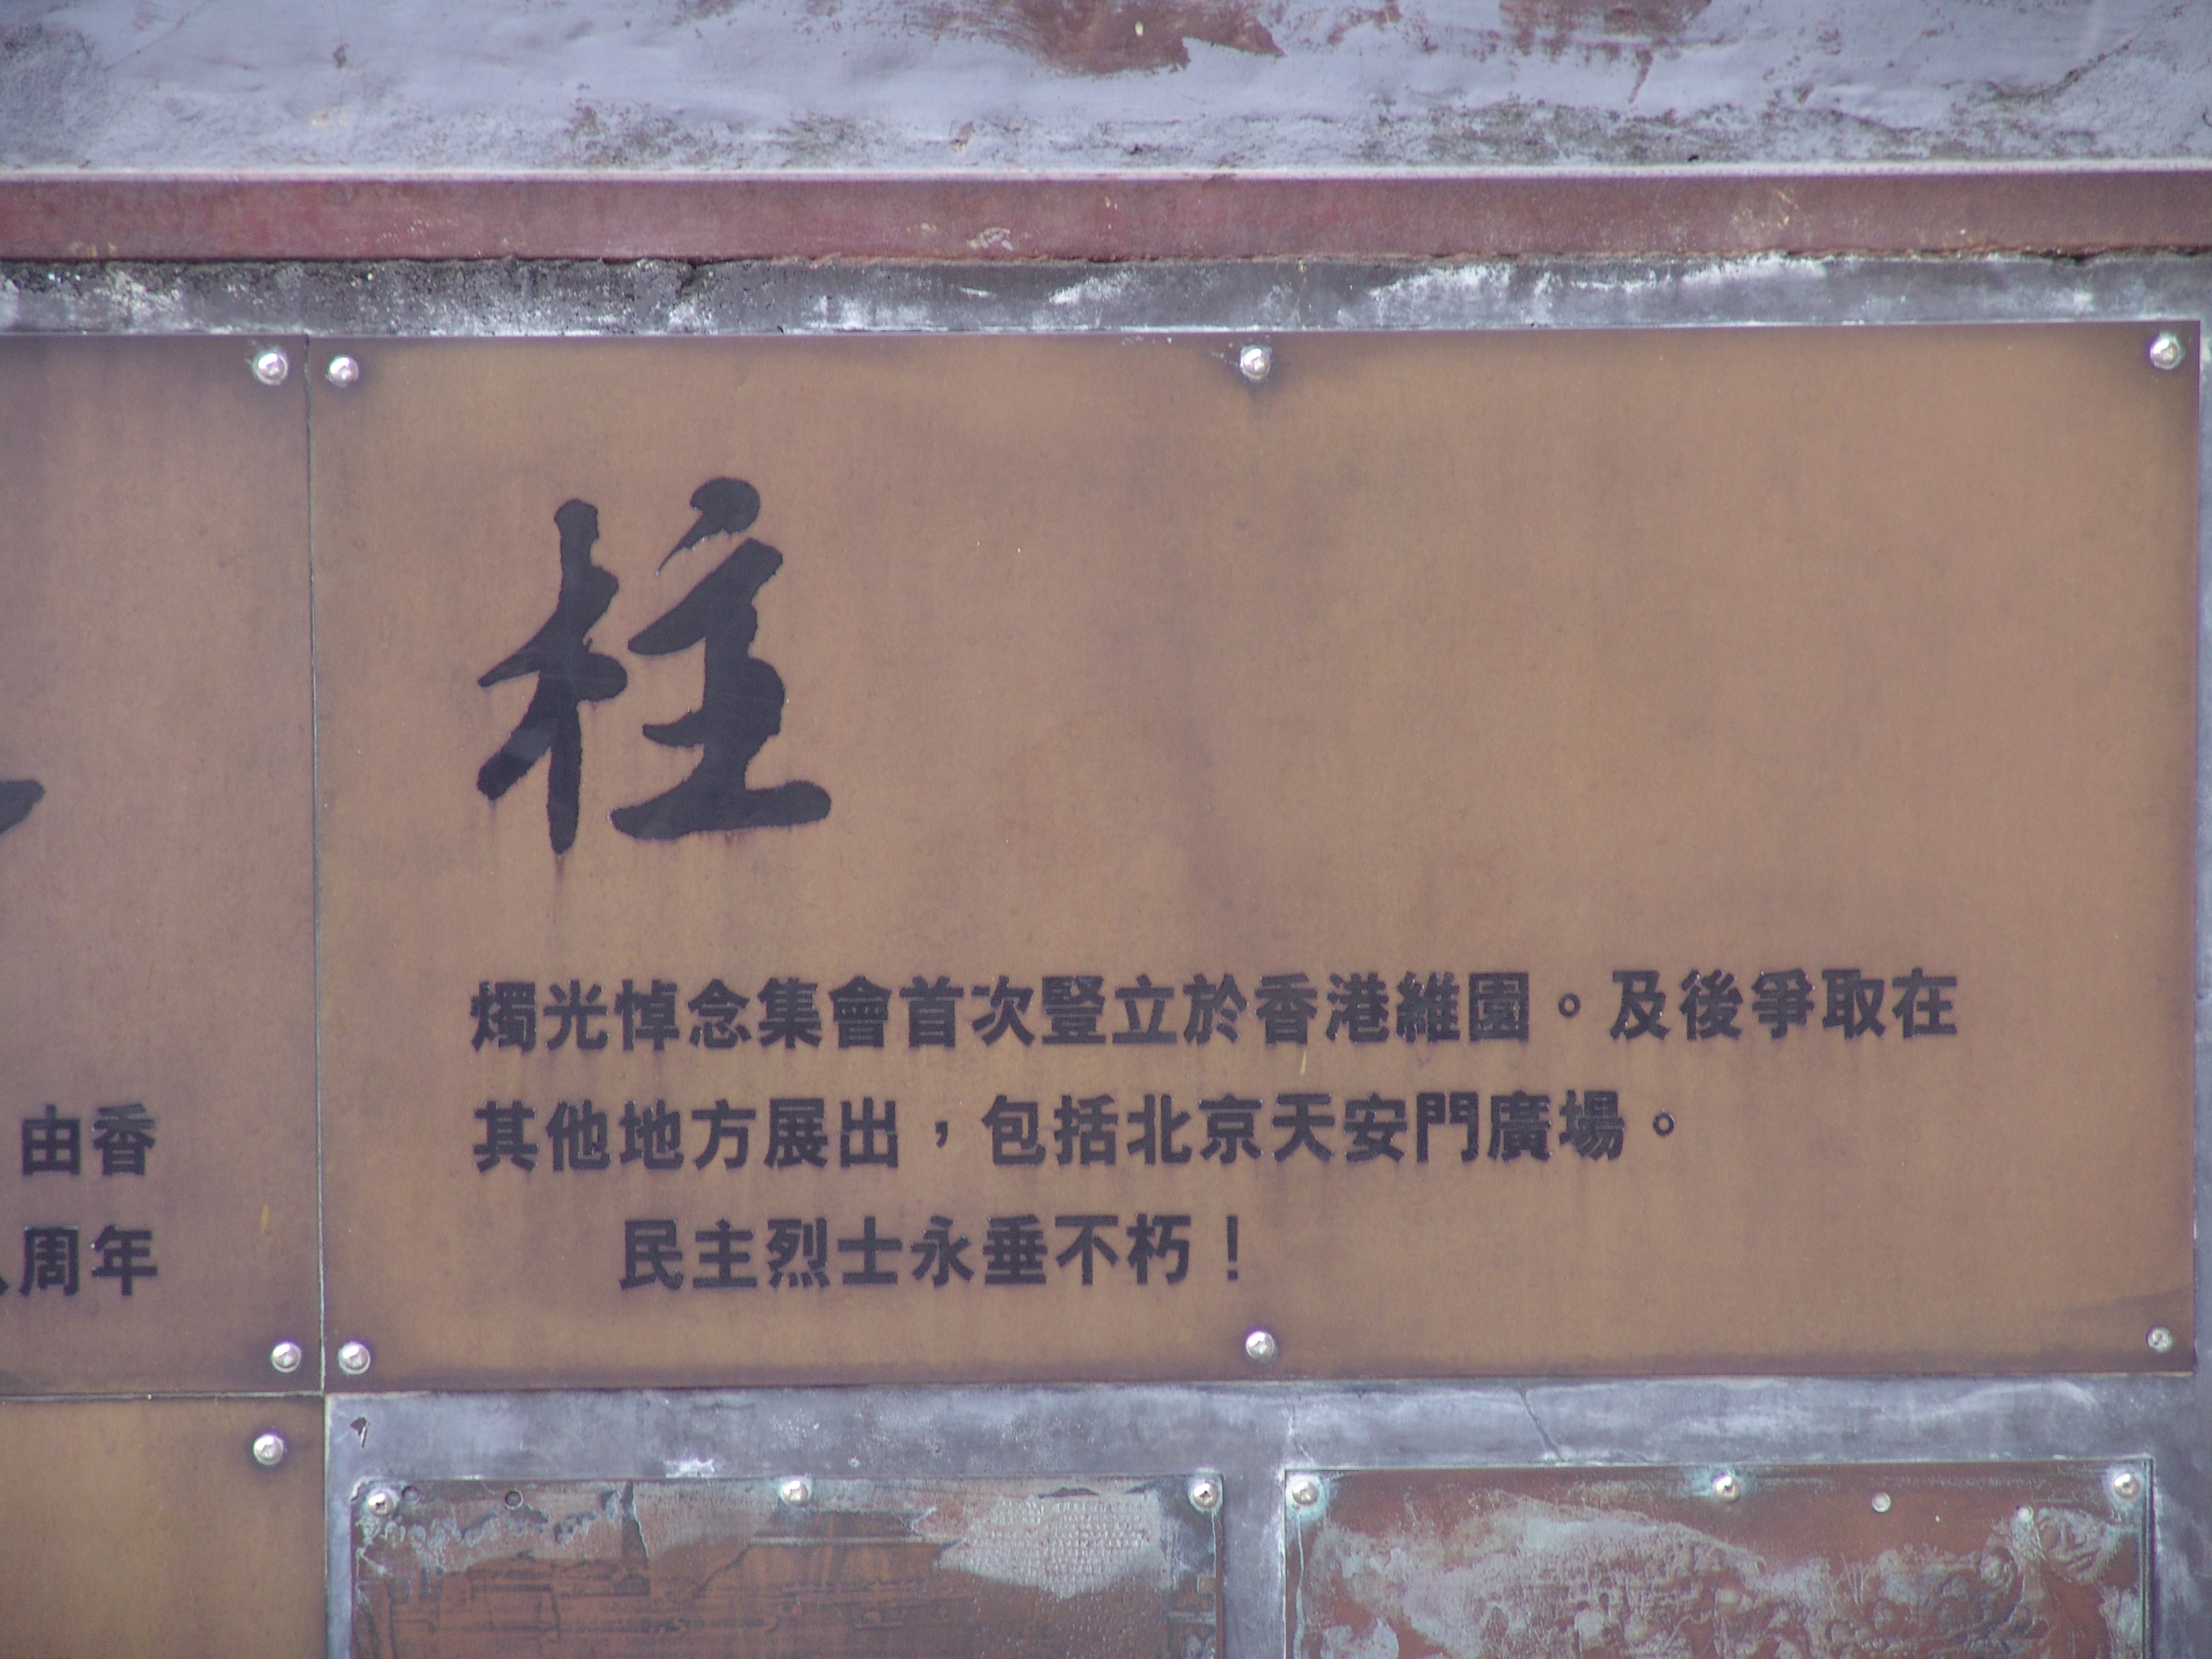 柱
燭光悼念集會首次豎立於香港維園。及後爭取在
其他地方展出，包括北京天安門廣場。
民主烈士永垂不朽！
由香
周年